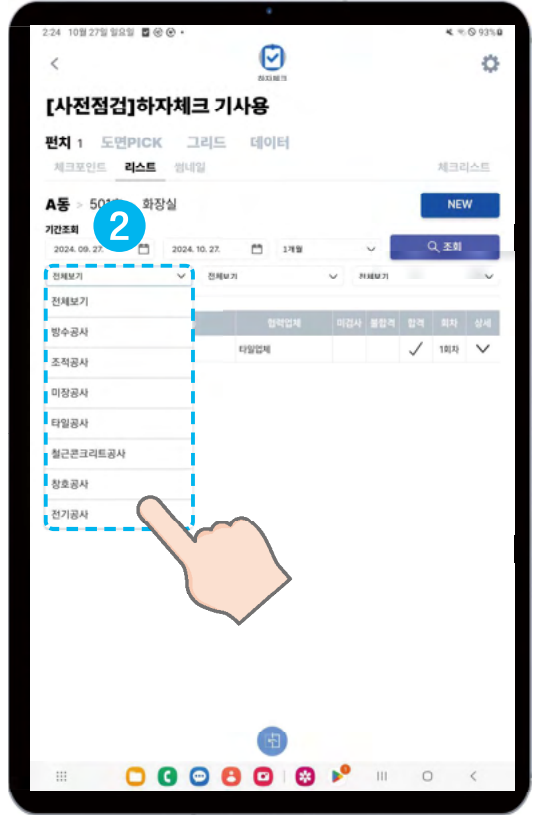 2:24 10월 27일 일요일 93%
하자체크
[사전점검]하자체크 기사용
펀치 1 도면PICK 그리드 데이터
체크포인트 리스트 썸네일 체크리스트
A동 > 화장실 NEW
2
기간조회
2024. 09. 27. 2024. 10. 27. 1개월 조회
전체보기 전체보기 전체보기
전체보기
협력업체 미검사 불합격 합격 회차 상세
방수공사
타일업체 1회차
조적공사
미장공사
타일공사
철근콘크리트공사
창호공사
전기공사